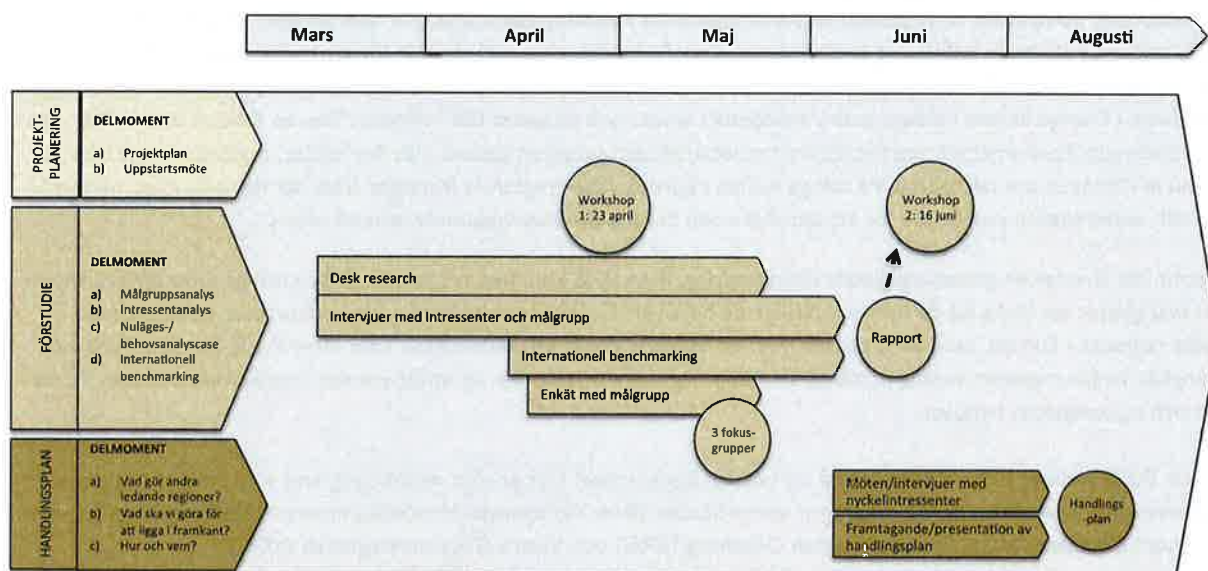 Mars April Maj Juni Augusti
PROJEKT-
PLANERING
DELMOMENT
a) Projektplan
b) Uppstartsmöte
FÖRSTUDIE
DELMOMENT
a) Målgruppsanalys
b) Intressentanalys
c) Nuläges-/
behovsanalyscase
d) Internationell
benchmarking
HANDLINGSPLAN
DELMOMENT
a) Vad gör andra
ledande regioner?
b) Vad ska vi göra för
att ligga i framkant?
c) Hur och vem?
Workshop
1: 23 april
Workshop
2: 16 juni
Desk research
Intervjuer med Intressenter och målgrupp
Rapport
Internationell benchmarking
Enkät med målgrupp
3 fokus-
grupper
Möten/intervjuer med
nyckelintressenter
Framtagande/presentation av
handlingsplan
Handlings
-plan